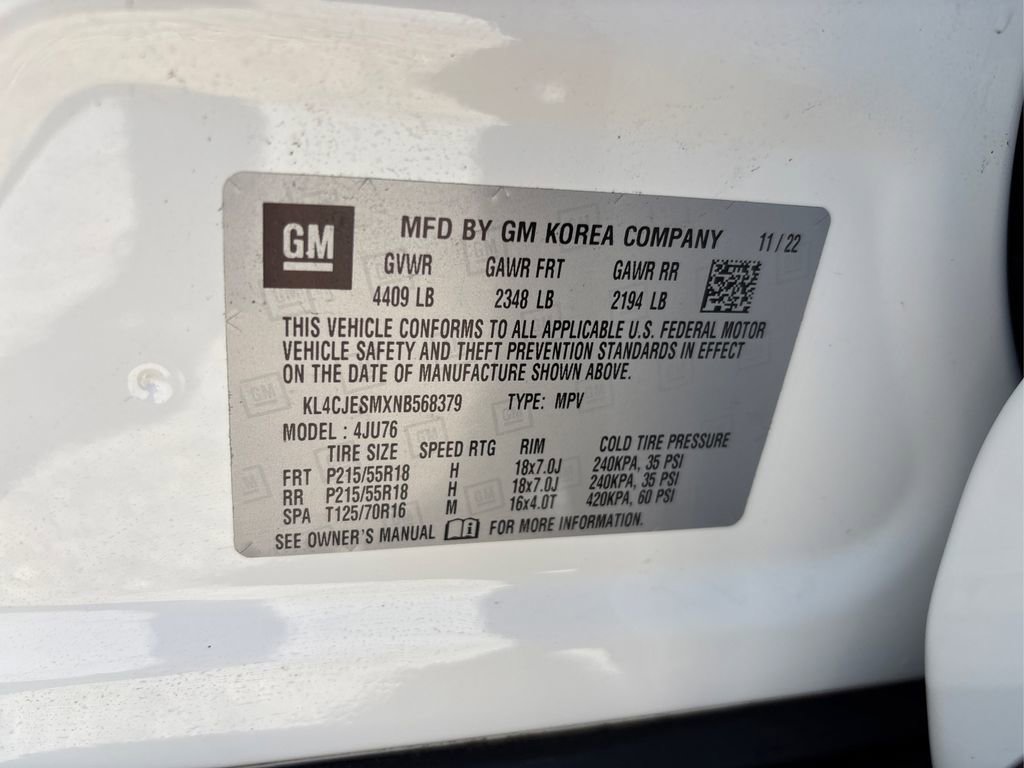 GM
MFD BY GM KOREA COMPANY 11 / 22
GVWR GAWR FRT GAWR RR
4409 LB 2348 LB 2194 LB
THIS VEHICLE CONFORMS TO ALL APPLICABLE U.S. FEDERAL MOTOR
VEHICLE SAFETY AND THEFT PREVENTION STANDARDS IN EFFECT
ON THE DATE OF MANUFACTURE SHOWN ABOVE.
KL4CJESMXNB568379 TYPE: MPV
MODEL : 4JU76
TIRE SIZE SPEED RTG RIM COLD TIRE PRESSURE
FRT P215/55R18 H 18x7.0J 240KPA, 35 PSI
RR P215/55R18 H 18x7.0J 240KPA, 35 PSI
SPA T125/70R16 M 16x4.0T 420KPA, 60 PSI
SEE OWNER'S MANUAL i FOR MORE INFORMATION.